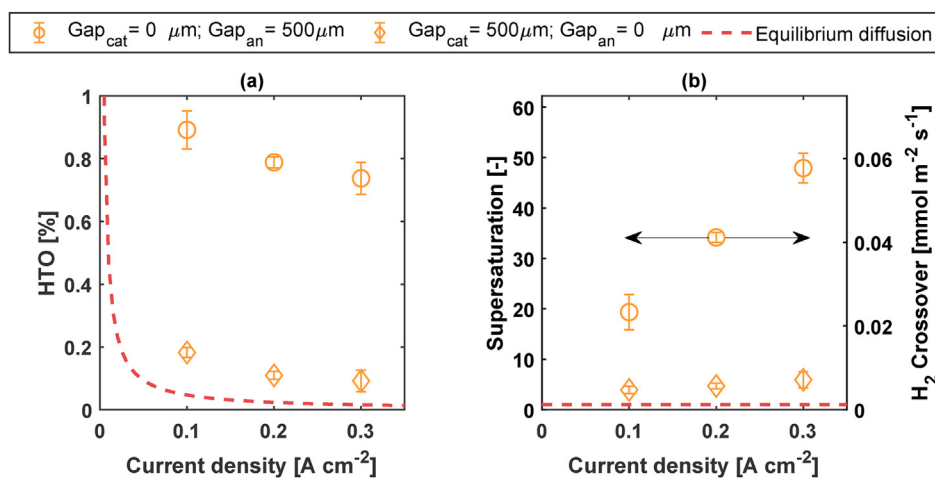 Gap_cat = 0 μm; Gap_an = 500μm Gap_cat = 500μm; Gap_an = 0 μm Equilibrium diffusion
(a)
1
0.8
0.6
0.4
0.2
0
HTO [%]
0 0.1 0.2 0.3
Current density [A cm⁻²]
(b)
60
50
40
30
20
10
0
Supersaturation [-]
0.06
0.04
0.02
0
H₂ Crossover [mmol m⁻² s⁻¹]
0 0.1 0.2 0.3
Current density [A cm⁻²]